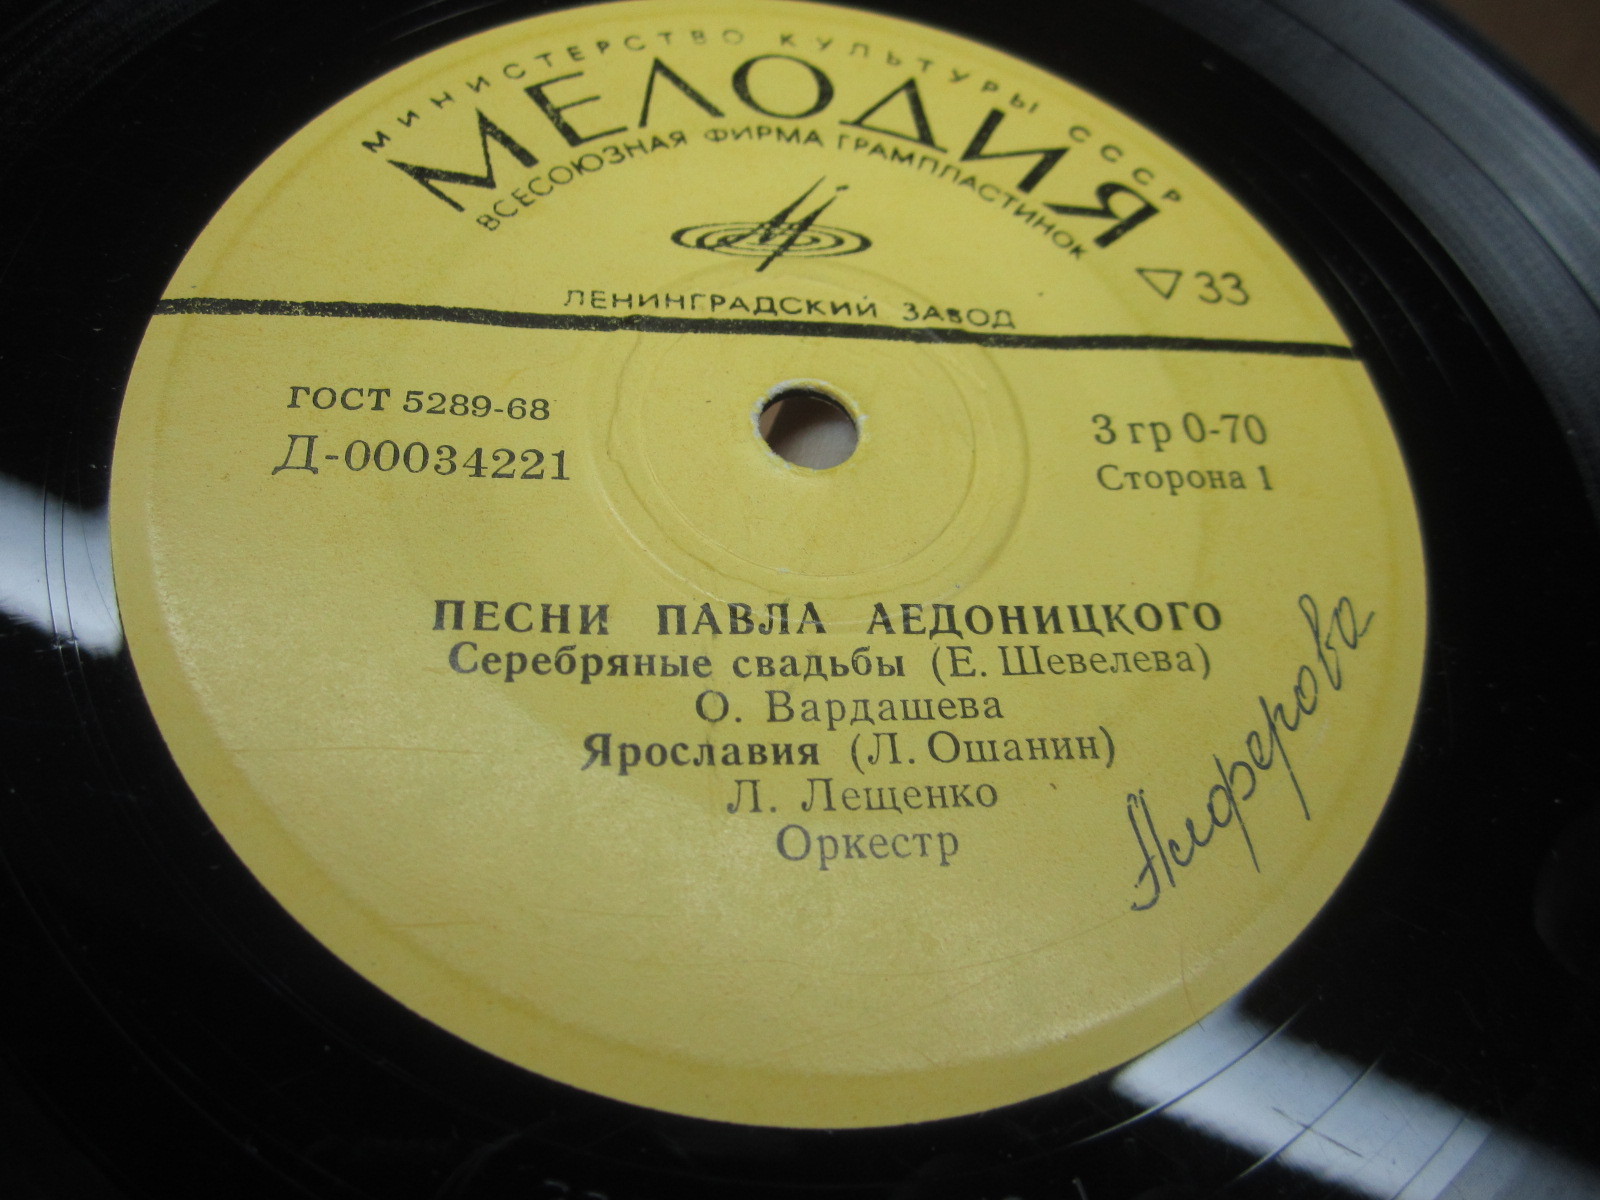 МИНИСТЕРСТВО КУЛЬТУРЫ СССР
МЕЛОДИЯ
ВСЕСОЮЗНАЯ ФИРМА ГРАМПЛАСТИНОК
▽33
ЛЕНИНГРАДСКИЙ ЗАВОД
ГОСТ 5289-68
Д-00034221
3 гр 0-70
Сторона 1
ПЕСНИ ПАВЛА АЕДОНИЦКОГО
Серебряные свадьбы (Е. Шевелева)
О. Вардашева
Ярославия (Л. Ошанин)
Л. Лещенко
Оркестр
Алферова